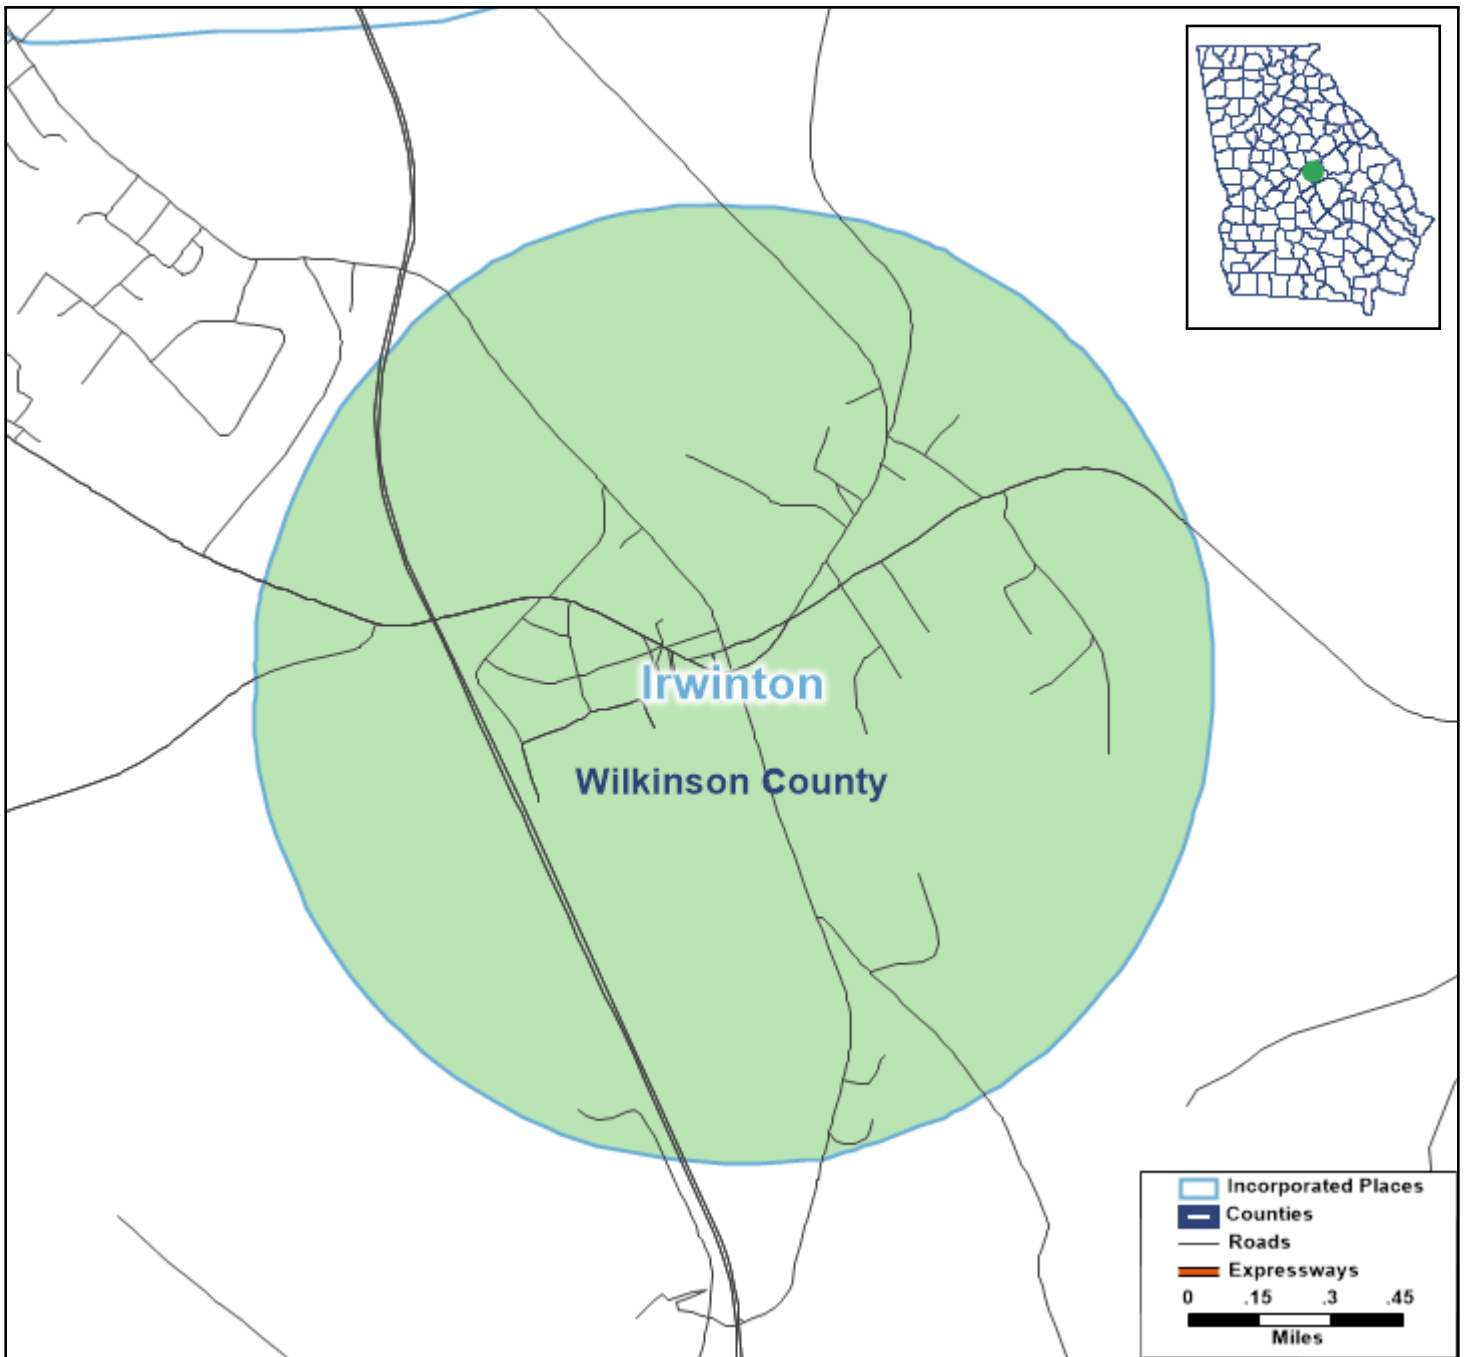 Irwinton
Wilkinson County
Incorporated Places
Counties
Roads
Expressways
0 .15 .3 .45
Miles